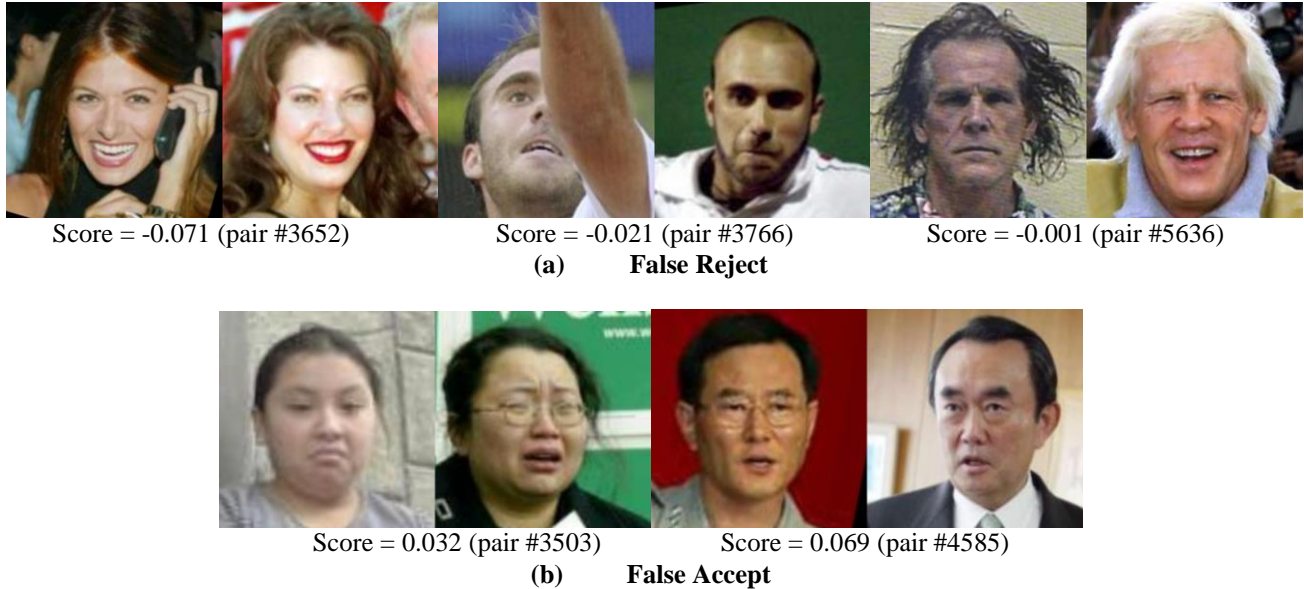 Score = -0.071 (pair #3652)
Score = -0.021 (pair #3766)
Score = -0.001 (pair #5636)
(a) False Reject
www.w
Score = 0.032 (pair #3503)
Score = 0.069 (pair #4585)
(b) False Accept